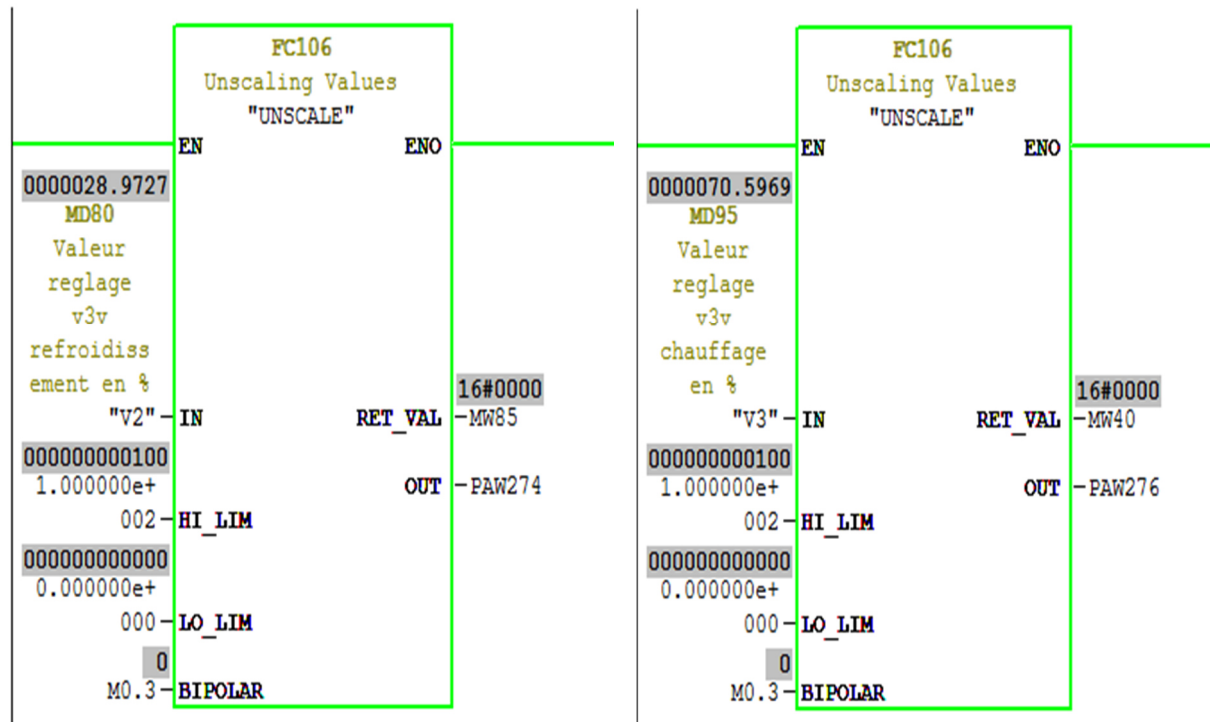 FC106
Unscaling Values
"UNSCALE"
EN ENO
0000028.9727
MD80
Valeur
reglage
v3v
refroidiss
ement en %
"V2" IN
16#0000
RET_VAL MW85
000000000100
1.000000e+
002 HI_LIM
OUT PAW274
000000000000
0.000000e+
000 LO_LIM
0
M0.3 BIPOLAR
FC106
Unscaling Values
"UNSCALE"
EN ENO
0000070.5969
MD95
Valeur
reglage
v3v
chauffage
en %
"V3" IN
16#0000
RET_VAL MW40
000000000100
1.000000e+
002 HI_LIM
OUT PAW276
000000000000
0.000000e+
000 LO_LIM
0
M0.3 BIPOLAR